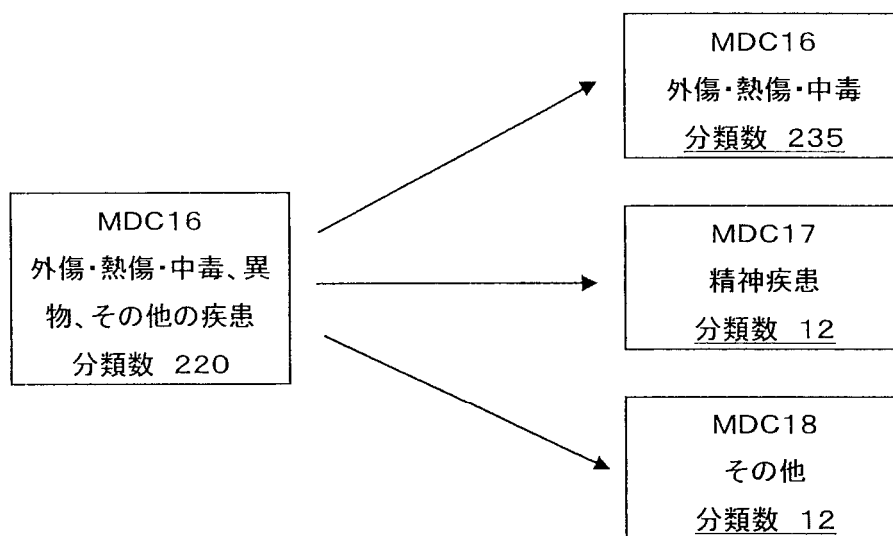 MDC16
外傷・熱傷・中毒、異
物、その他の疾患
分類数 220
MDC16
外傷・熱傷・中毒
分類数 235
MDC17
精神疾患
分類数 12
MDC18
その他
分類数 12